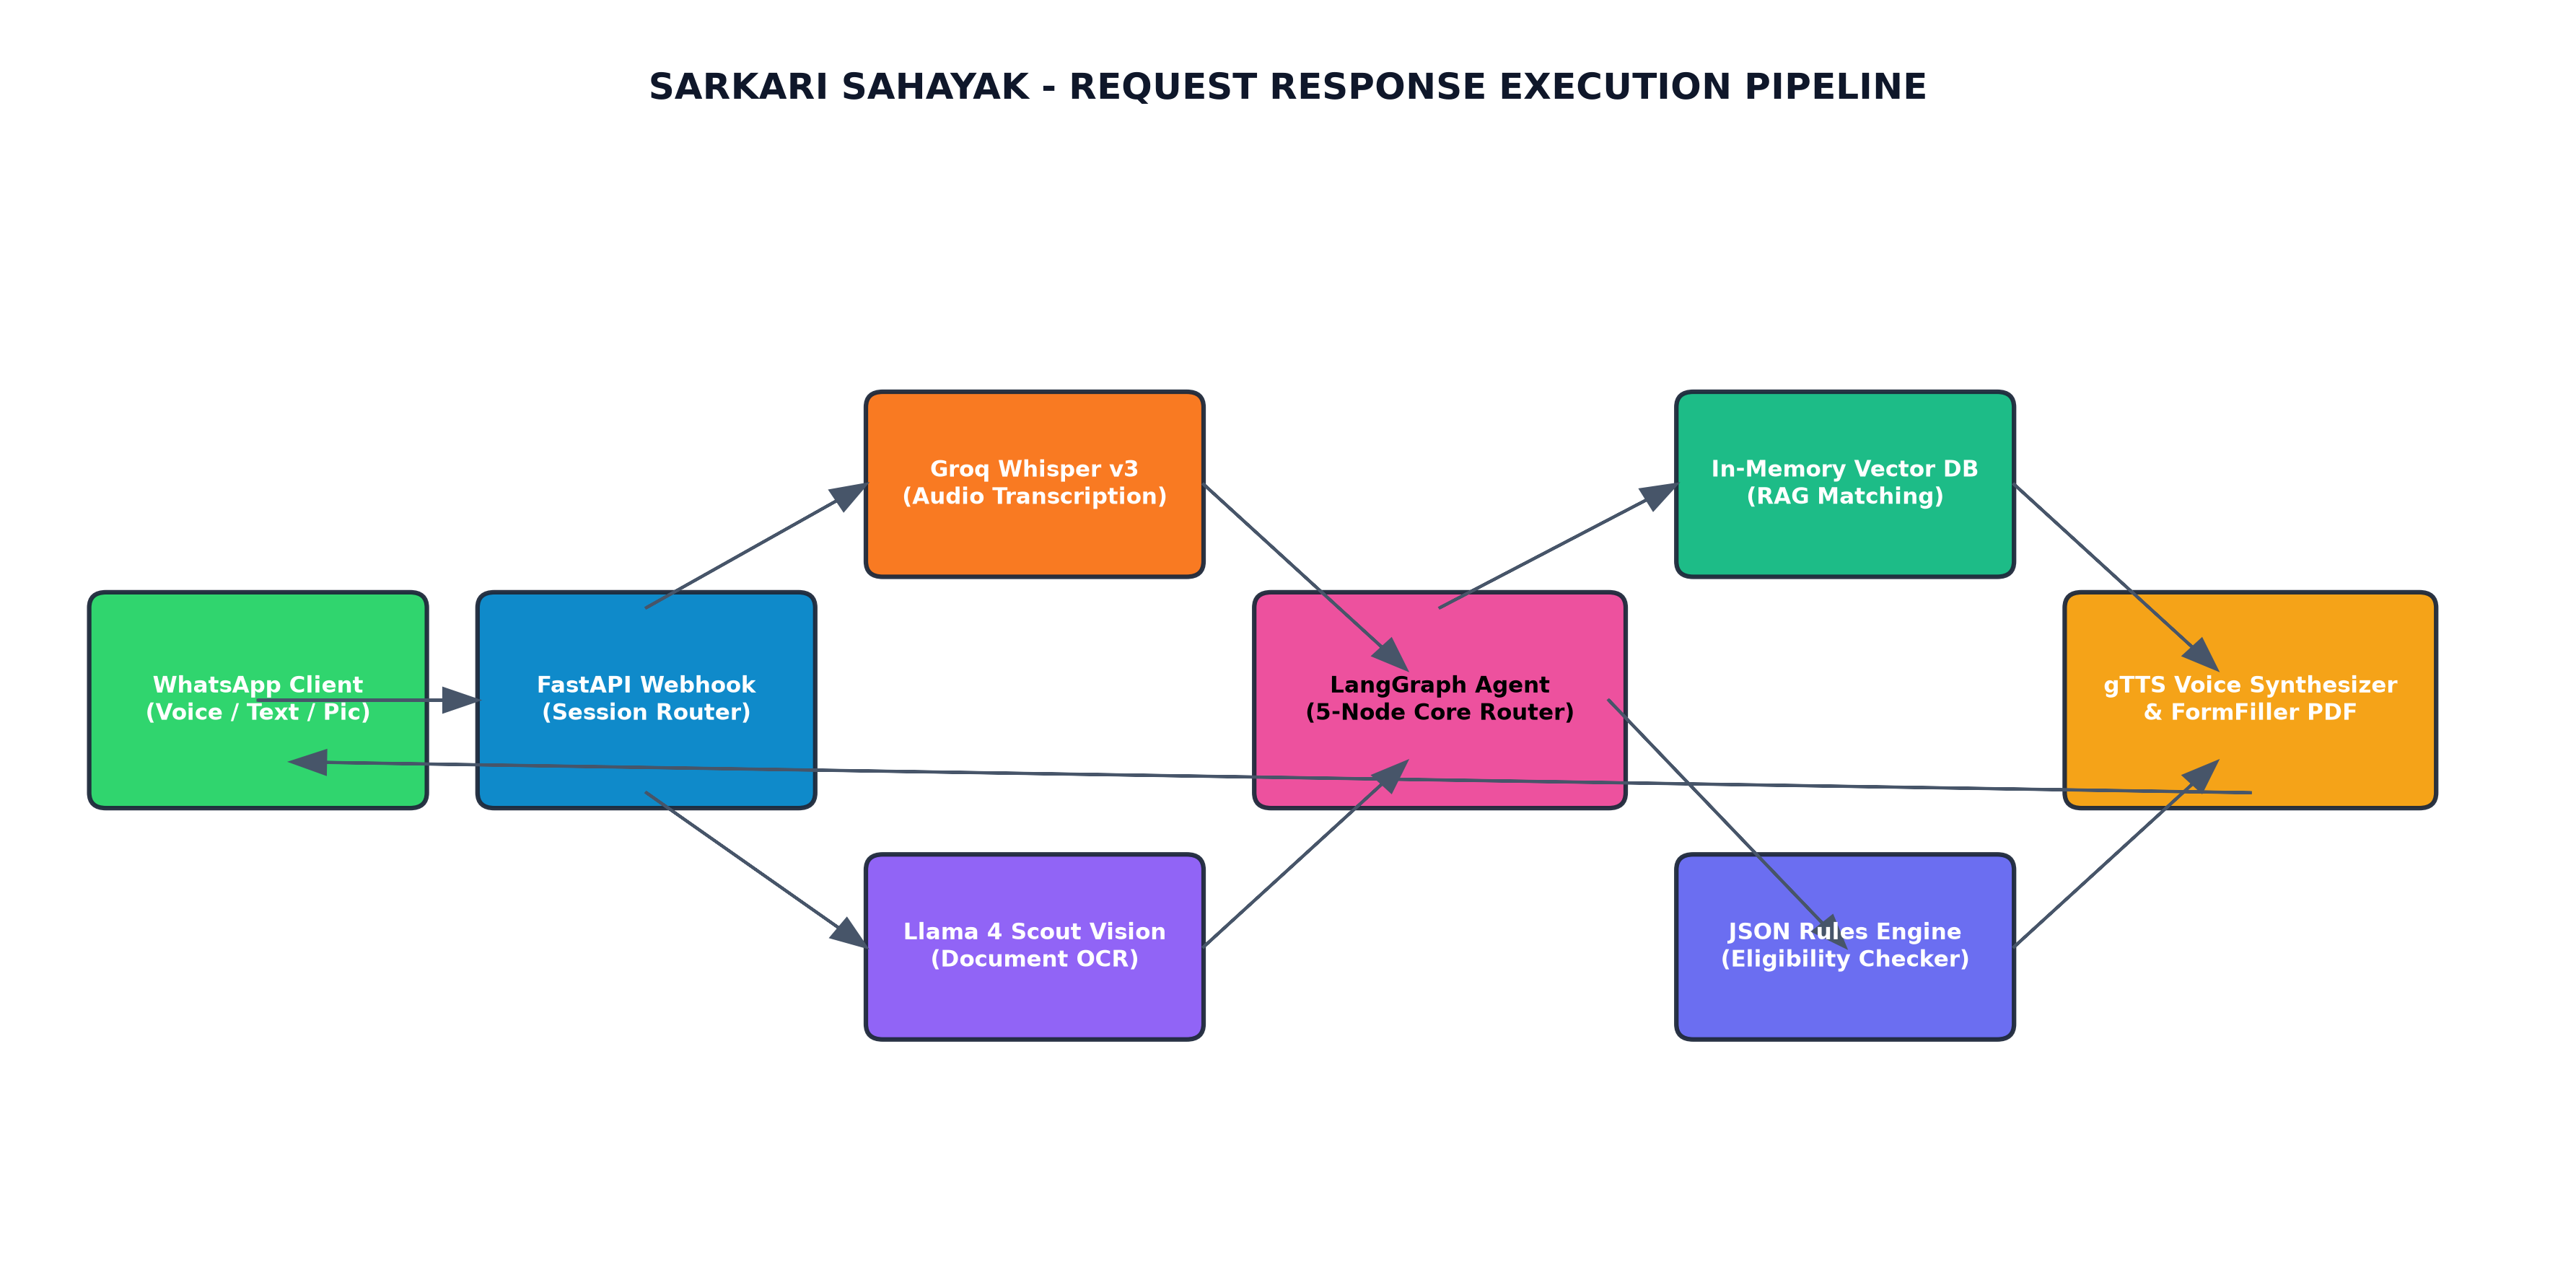 SARKARI SAHAYAK - REQUEST RESPONSE EXECUTION PIPELINE
Groq Whisper v3
(Audio Transcription)
In-Memory Vector DB
(RAG Matching)
WhatsApp Client
(Voice / Text / Pic)
FastAPI Webhook
(Session Router)
LangGraph Agent
(5-Node Core Router)
gTTS Voice Synthesizer
& FormFiller PDF
Llama 4 Scout Vision
(Document OCR)
JSON Rules Engine
(Eligibility Checker)